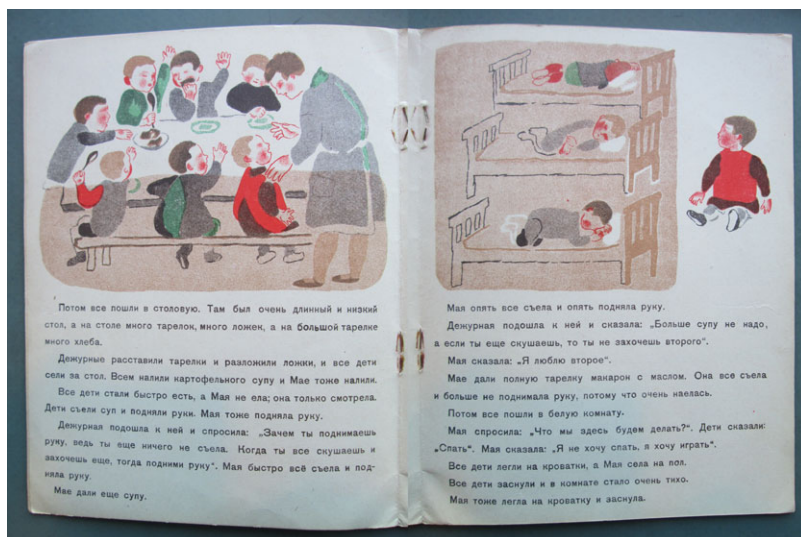 Потом все пошли в столовую. Там был очень длинный и низкий
стол, а на столе много тарелок, много ложек, а на большой тарелке
много хлеба.
Дежурные расставили тарелки и разложили ложки, и все дети
сели за стол. Всем налили картофельного супу и Мае тоже налили.
Все дети стали быстро есть, а Мая не ела; она только смотрела.
Дети съели суп и подняли руки. Мая тоже подняла руку.
Дежурная подошла к ней и спросила: „Зачем ты поднимаешь
руку, ведь ты еще ничего не съела. Когда ты все скушаешь и
захочешь еще, тогда подними руку“. Мая быстро всё съела и под-
няла руку.
Мае дали еще супу.
Мая опять все съела и опять подняла руку.
Дежурная подошла к ней и сказала: „Больше супу не надо,
а если ты еще скушаешь, то ты не захочешь второго“.
Мая сказала: „Я люблю второе“.
Мае дали полную тарелку макарон с маслом. Она все съела
и больше не поднимала руку, потому что очень наелась.
Потом все пошли в белую комнату.
Мая спросила: „Что мы здесь будем делать?“. Дети сказали:
„Спать“. Мая сказала: „Я не хочу спать, я хочу играть“.
Все дети легли на кроватки, а Мая села на пол.
Все дети заснули и в комнате стало очень тихо.
Мая тоже легла на кроватку и заснула.